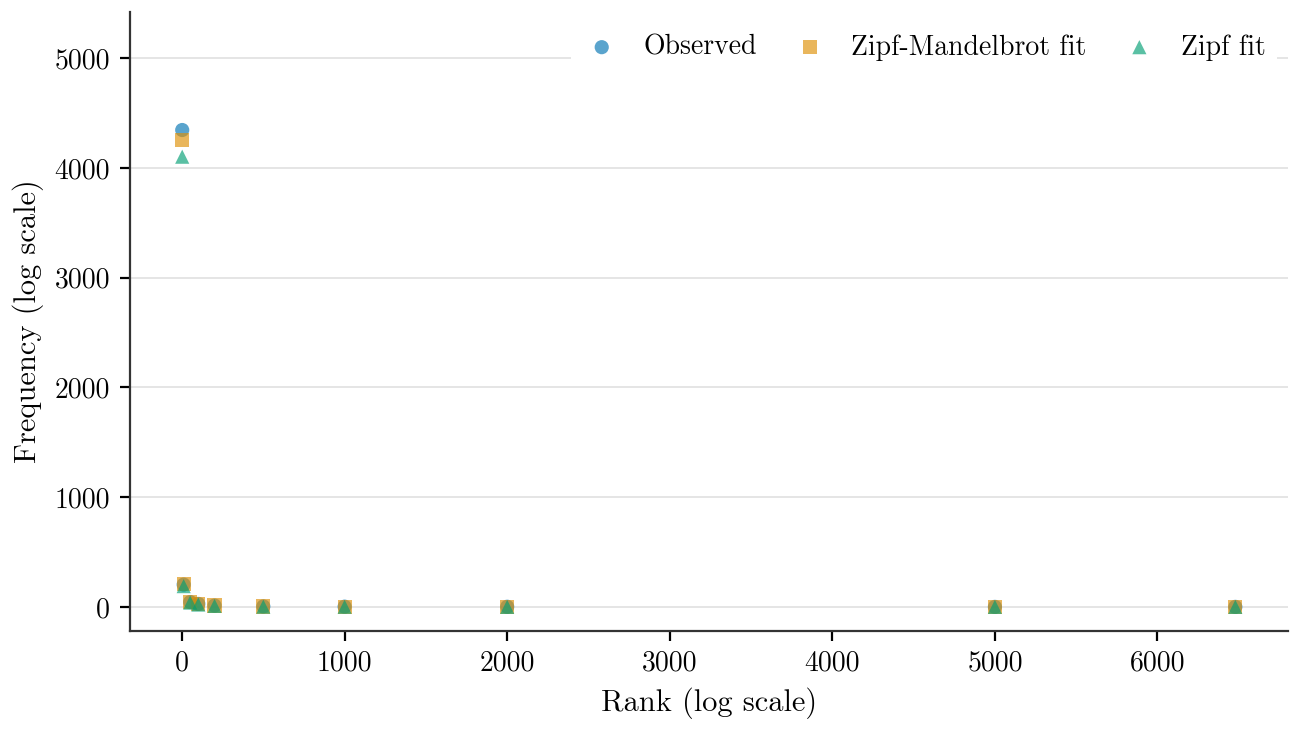 Observed
Zipf-Mandelbrot fit
Zipf fit
5000
4000
3000
2000
1000
0
Frequency (log scale)
0
1000
2000
3000
4000
5000
6000
Rank (log scale)